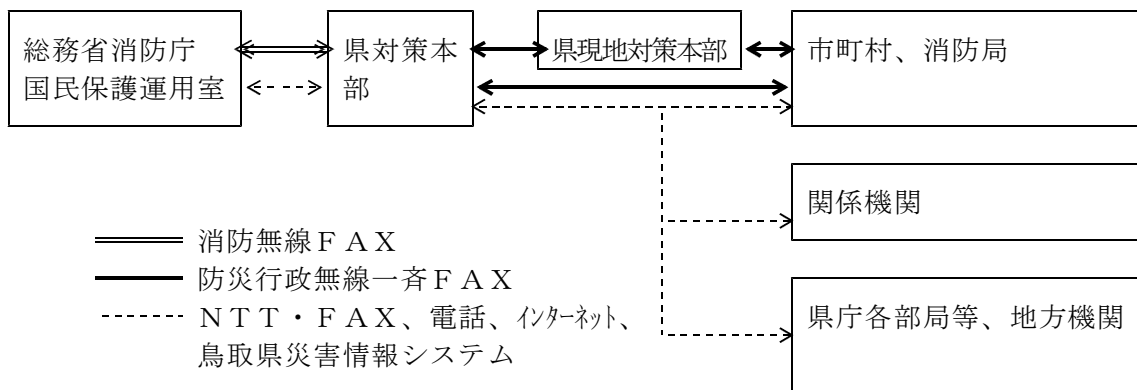 総務省消防庁
国民保護運用室
県対策本
部
県現地対策本部
市町村、消防局
関係機関
県庁各部局等、地方機関
消防無線ＦＡＸ
防災行政無線一斉ＦＡＸ
ＮＴＴ・ＦＡＸ、電話、インターネット、
鳥取県災害情報システム